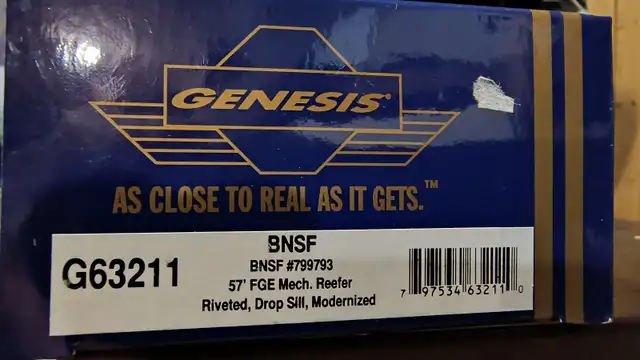 GENESIS®
AS CLOSE TO REAL AS IT GETS.™
G63211
BNSF
BNSF #799793
57' FGE Mech. Reefer
Riveted, Drop Sill, Modernized
7 97534 63211 0